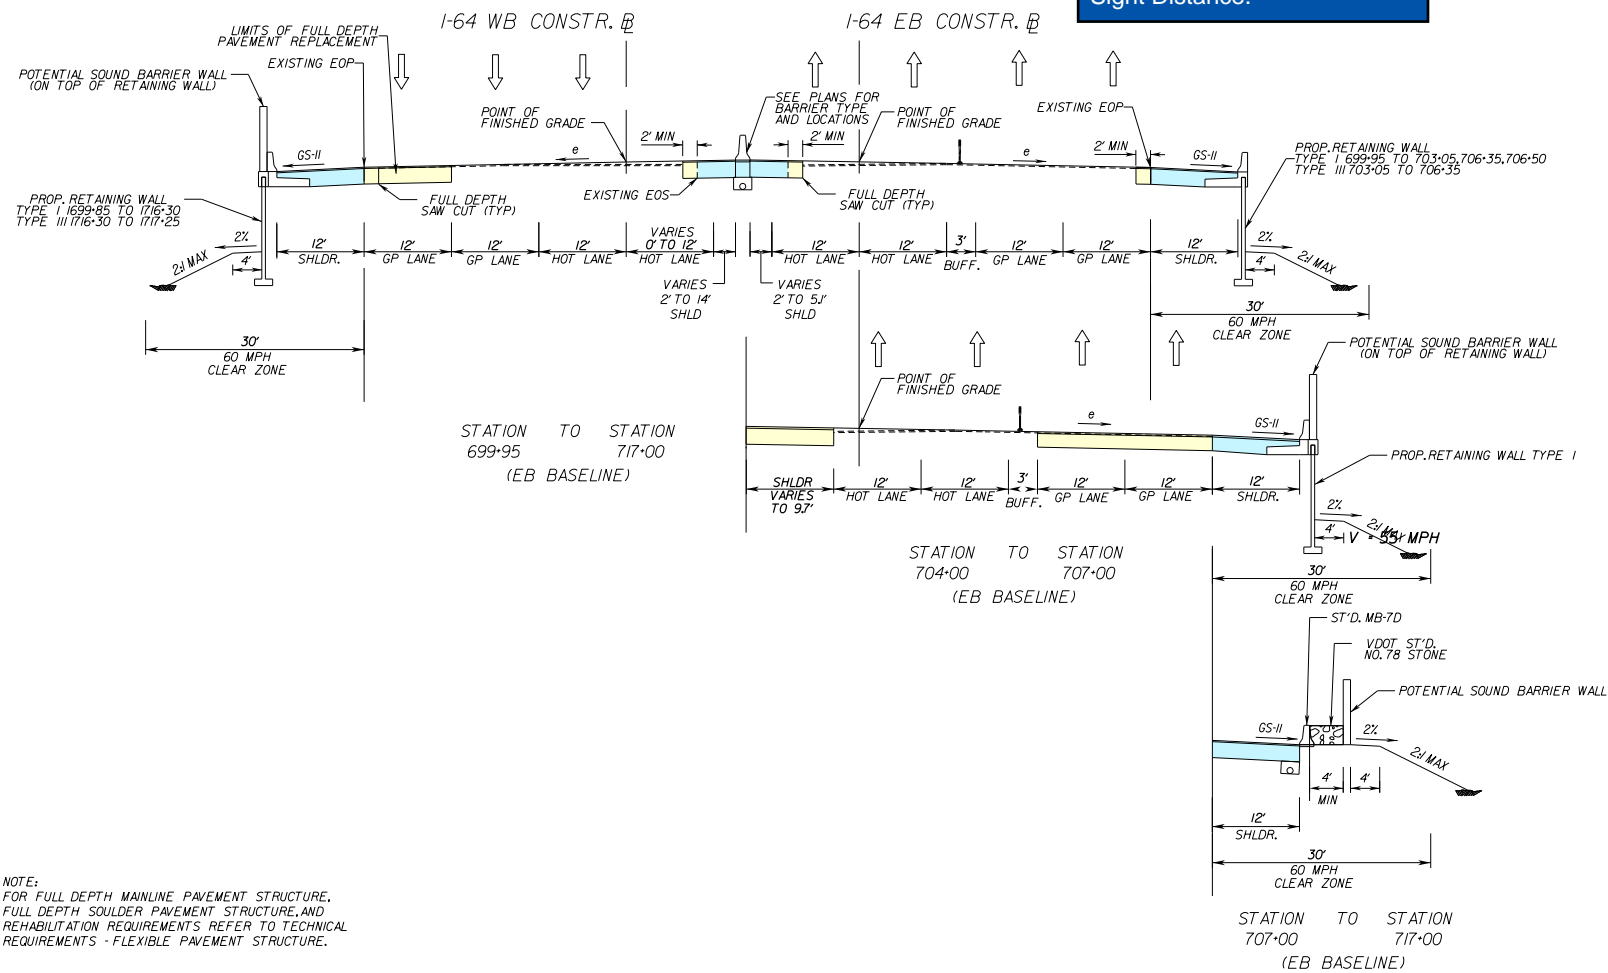 Sight Distance.
I-64 WB CONSTR. BL
I-64 EB CONSTR. BL
LIMITS OF FULL DEPTH
PAVEMENT REPLACEMENT
EXISTING EOP
POTENTIAL SOUND BARRIER WALL
(ON TOP OF RETAINING WALL)
POINT OF
FINISHED GRADE
SEE PLANS FOR
BARRIER TYPE
AND LOCATIONS
POINT OF
FINISHED GRADE
EXISTING EOP
2' MIN
2' MIN
2' MIN
GS-11
e
e
GS-11
PROP. RETAINING WALL
TYPE I 699+95 TO 703+05, 706+35, 706+50
TYPE III 703+05 TO 706+35
PROP. RETAINING WALL
TYPE I 1699+85 TO 1716+30
TYPE III 1716+30 TO 1717+25
FULL DEPTH
SAW CUT (TYP)
EXISTING EOS
FULL DEPTH
SAW CUT (TYP)
2%
4'
2:1 MAX
12'
SHLDR.
12'
GP LANE
12'
GP LANE
12'
HOT LANE
VARIES
0' TO 12'
HOT LANE
12'
HOT LANE
12'
HOT LANE
3'
BUFF.
12'
GP LANE
12'
GP LANE
12'
SHLDR.
2%
4'
2:1 MAX
VARIES
2' TO 14'
SHLD
VARIES
2' TO 5.1'
SHLD
30'
60 MPH
CLEAR ZONE
30'
60 MPH
CLEAR ZONE
STATION TO STATION
699+95 717+00
(EB BASELINE)
POINT OF
FINISHED GRADE
POTENTIAL SOUND BARRIER WALL
(ON TOP OF RETAINING WALL)
e
GS-11
PROP. RETAINING WALL TYPE I
SHLDR
VARIES
TO 9.7'
12'
HOT LANE
12'
HOT LANE
3'
BUFF.
12'
GP LANE
12'
GP LANE
12'
SHLDR.
2%
4'
2:1 MAX
V = 55 MPH
30'
60 MPH
CLEAR ZONE
STATION TO STATION
704+00 707+00
(EB BASELINE)
ST'D. MB-7D
VDOT ST'D.
NO. 78 STONE
POTENTIAL SOUND BARRIER WALL
GS-11
2%
2:1 MAX
4'
MIN
4'
12'
SHLDR.
30'
60 MPH
CLEAR ZONE
STATION TO STATION
707+00 717+00
(EB BASELINE)
NOTE:
FOR FULL DEPTH MAINLINE PAVEMENT STRUCTURE,
FULL DEPTH SOULDER PAVEMENT STRUCTURE, AND
REHABILITATION REQUIREMENTS REFER TO TECHNICAL
REQUIREMENTS - FLEXIBLE PAVEMENT STRUCTURE.